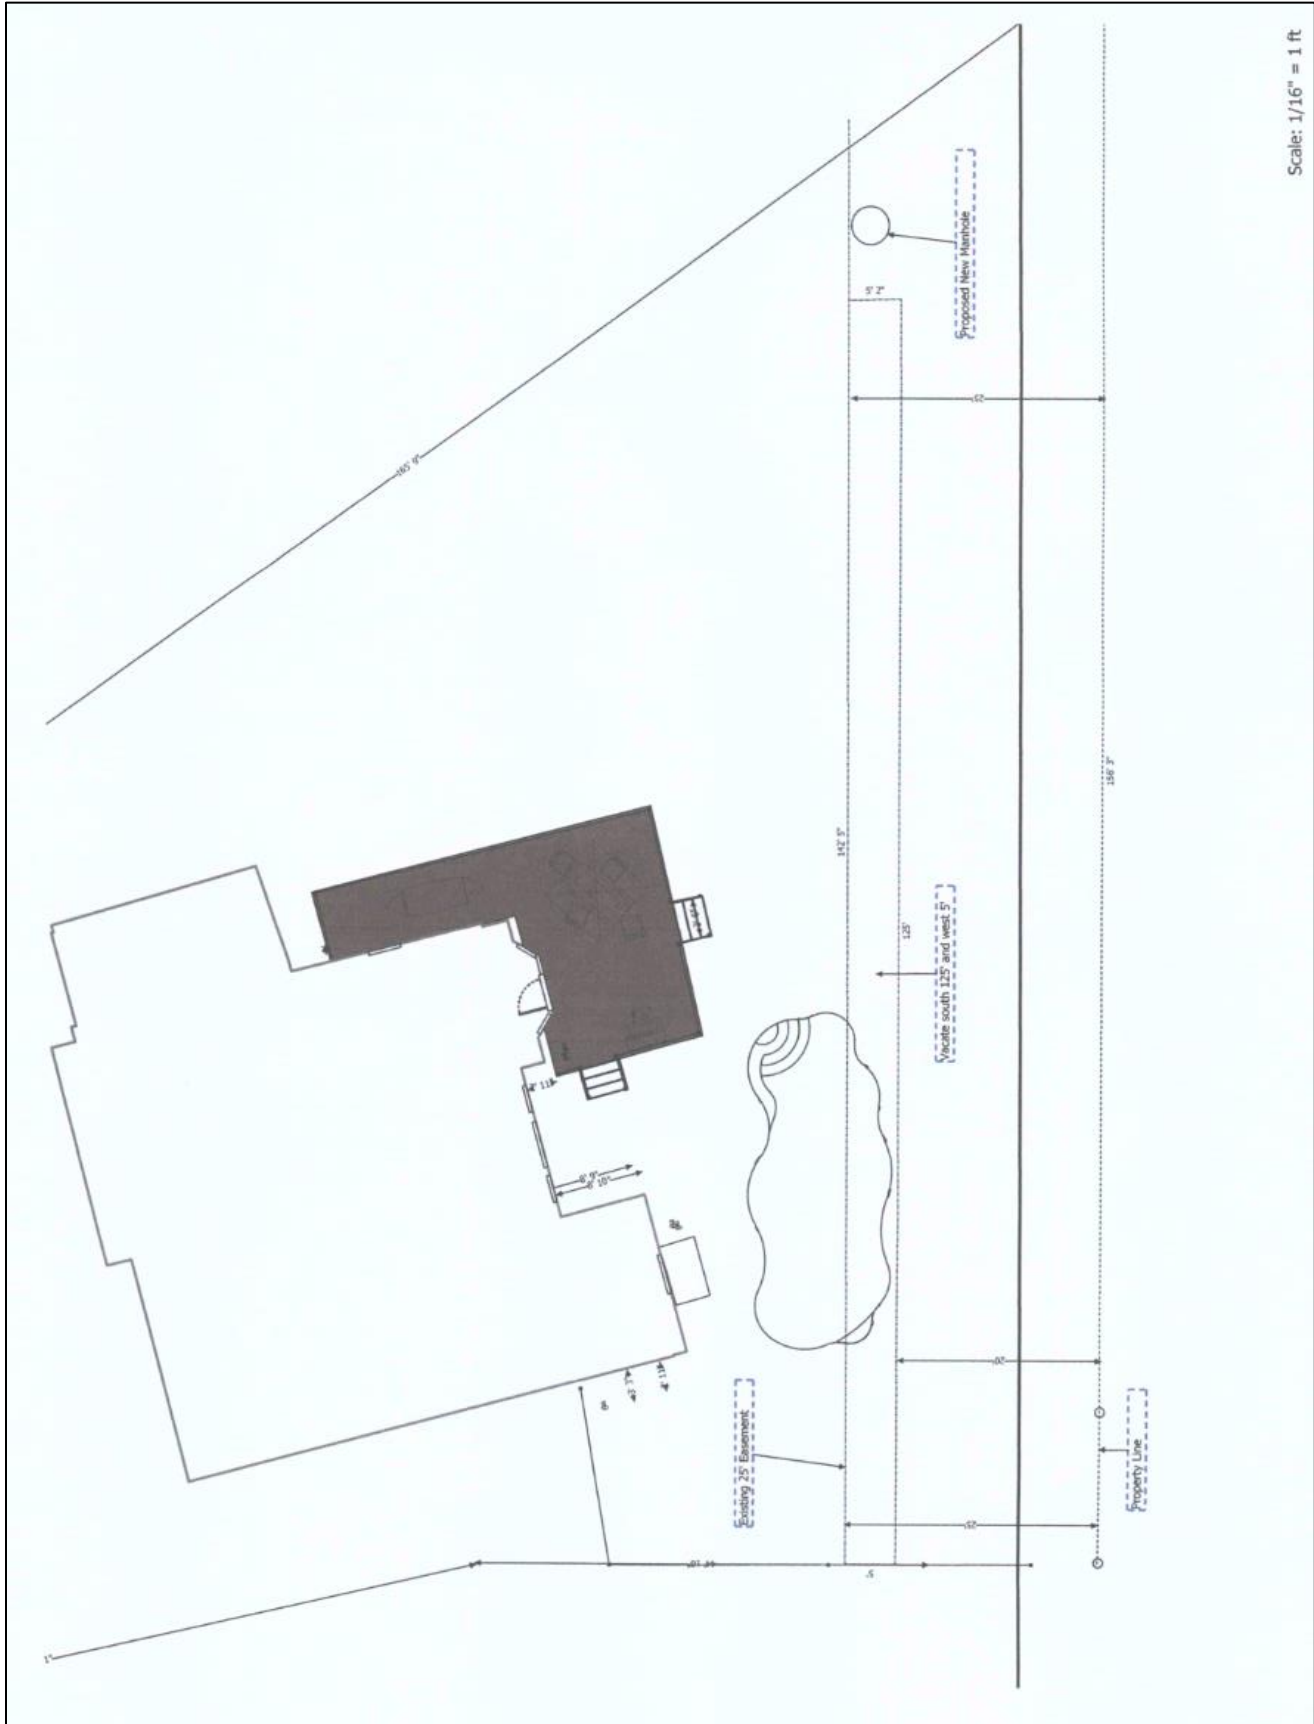 Scale: 1/16" = 1 ft
Proposed New Manhole
5' 2"
25'
165' 9"
156' 3"
142' 5"
125'
Vacate south 125' and west 5'
6' 9"
6' 10"
20'
Existing 25' Easement
Property Line
25'
5'
1"